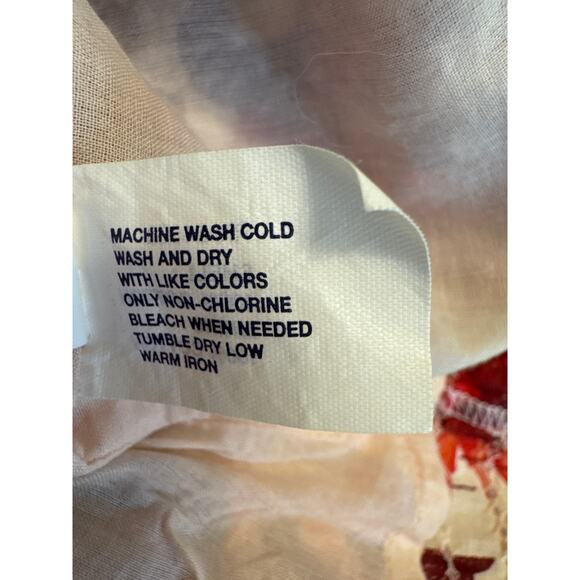 MACHINE WASH COLD
WASH AND DRY
WITH LIKE COLORS
ONLY NON-CHLORINE
BLEACH WHEN NEEDED
TUMBLE DRY LOW
WARM IRON